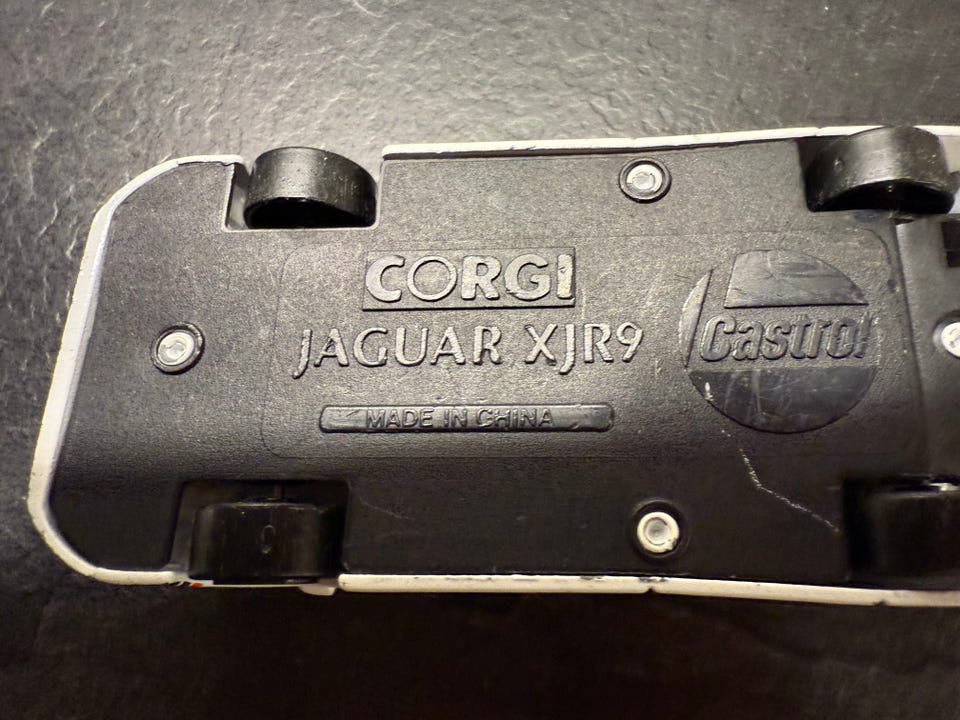 CORGI
JAGUAR XJR9
MADE IN CHINA
Castrol